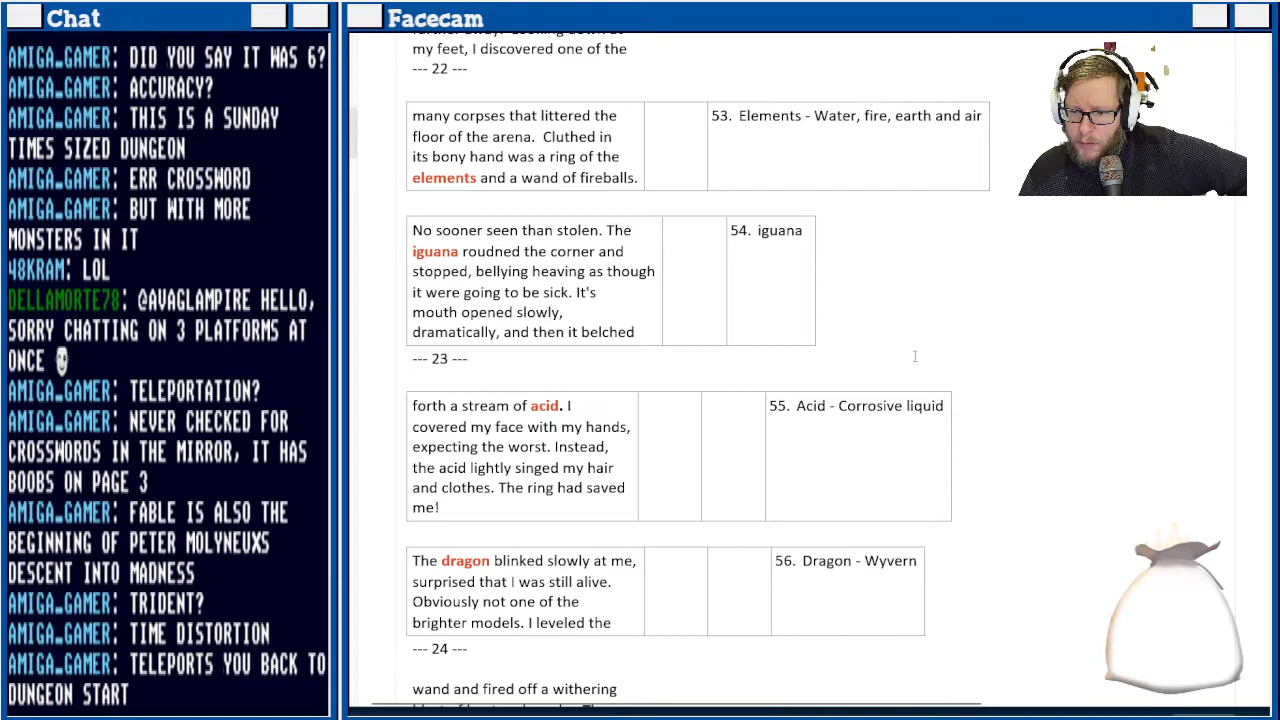 Chat
AMIGA_GAMER: DID YOU SAY IT WAS 6?
AMIGA_GAMER: ACCURACY?
AMIGA_GAMER: THIS IS A SUNDAY
TIMES SIZED DUNGEON
AMIGA_GAMER: ERR CROSSWORD
AMIGA_GAMER: BUT WITH MORE
MONSTERS IN IT
48KRAM: LOL
DELLAMORTE78: @AVAGLAMPIRE HELLO,
SORRY CHATTING ON 3 PLATFORMS AT
ONCE
AMIGA_GAMER: TELEPORTATION?
AMIGA_GAMER: NEVER CHECKED FOR
CROSSWORDS IN THE MIRROR, IT HAS
BOOBS ON PAGE 3
AMIGA_GAMER: FABLE IS ALSO THE
BEGINNING OF PETER MOLYNEUXS
DESCENT INTO MADNESS
AMIGA_GAMER: TRIDENT?
AMIGA_GAMER: TIME DISTORTION
AMIGA_GAMER: TELEPORTS YOU BACK TO
DUNGEON START
Facecam
my feet, I discovered one of the
--- 22 ---
many corpses that littered the
floor of the arena. Cluthed in
its bony hand was a ring of the
elements and a wand of fireballs.
53. Elements - Water, fire, earth and air
No sooner seen than stolen. The
iguana roudned the corner and
stopped, bellying heaving as though
it were going to be sick. It's
mouth opened slowly,
dramatically, and then it belched
54. iguana
--- 23 ---
forth a stream of acid. I
covered my face with my hands,
expecting the worst. Instead,
the acid lightly singed my hair
and clothes. The ring had saved
me!
55. Acid - Corrosive liquid
The dragon blinked slowly at me,
surprised that I was still alive.
Obviously not one of the
brighter models. I leveled the
56. Dragon - Wyvern
--- 24 ---
wand and fired off a withering